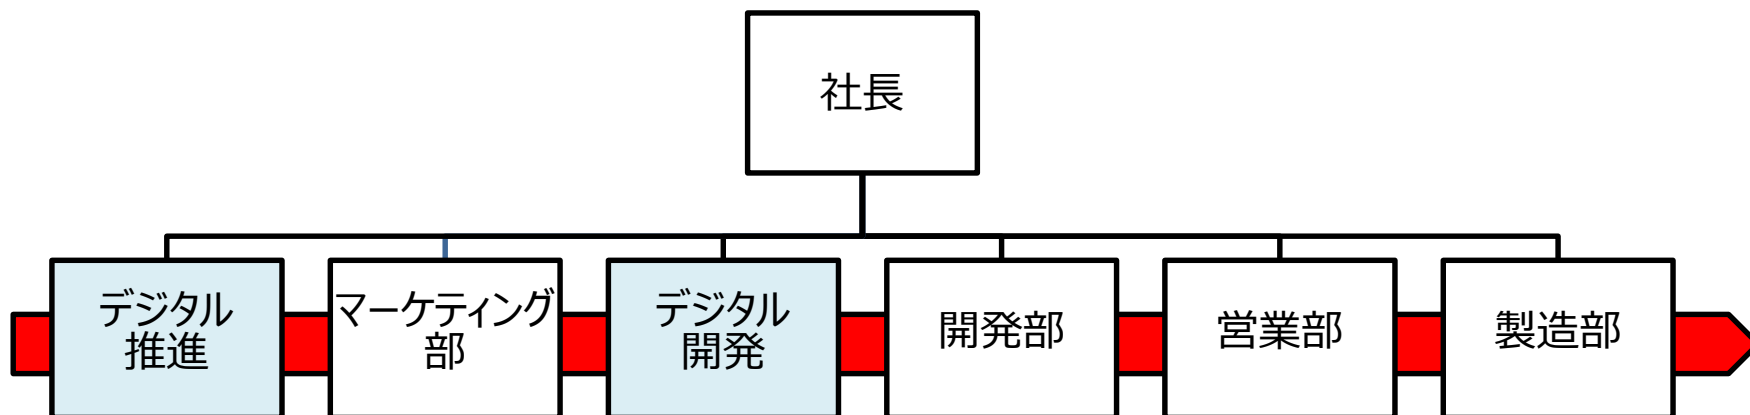 社長
デジタル
推進
マーケティング
部
デジタル
開発
開発部
営業部
製造部